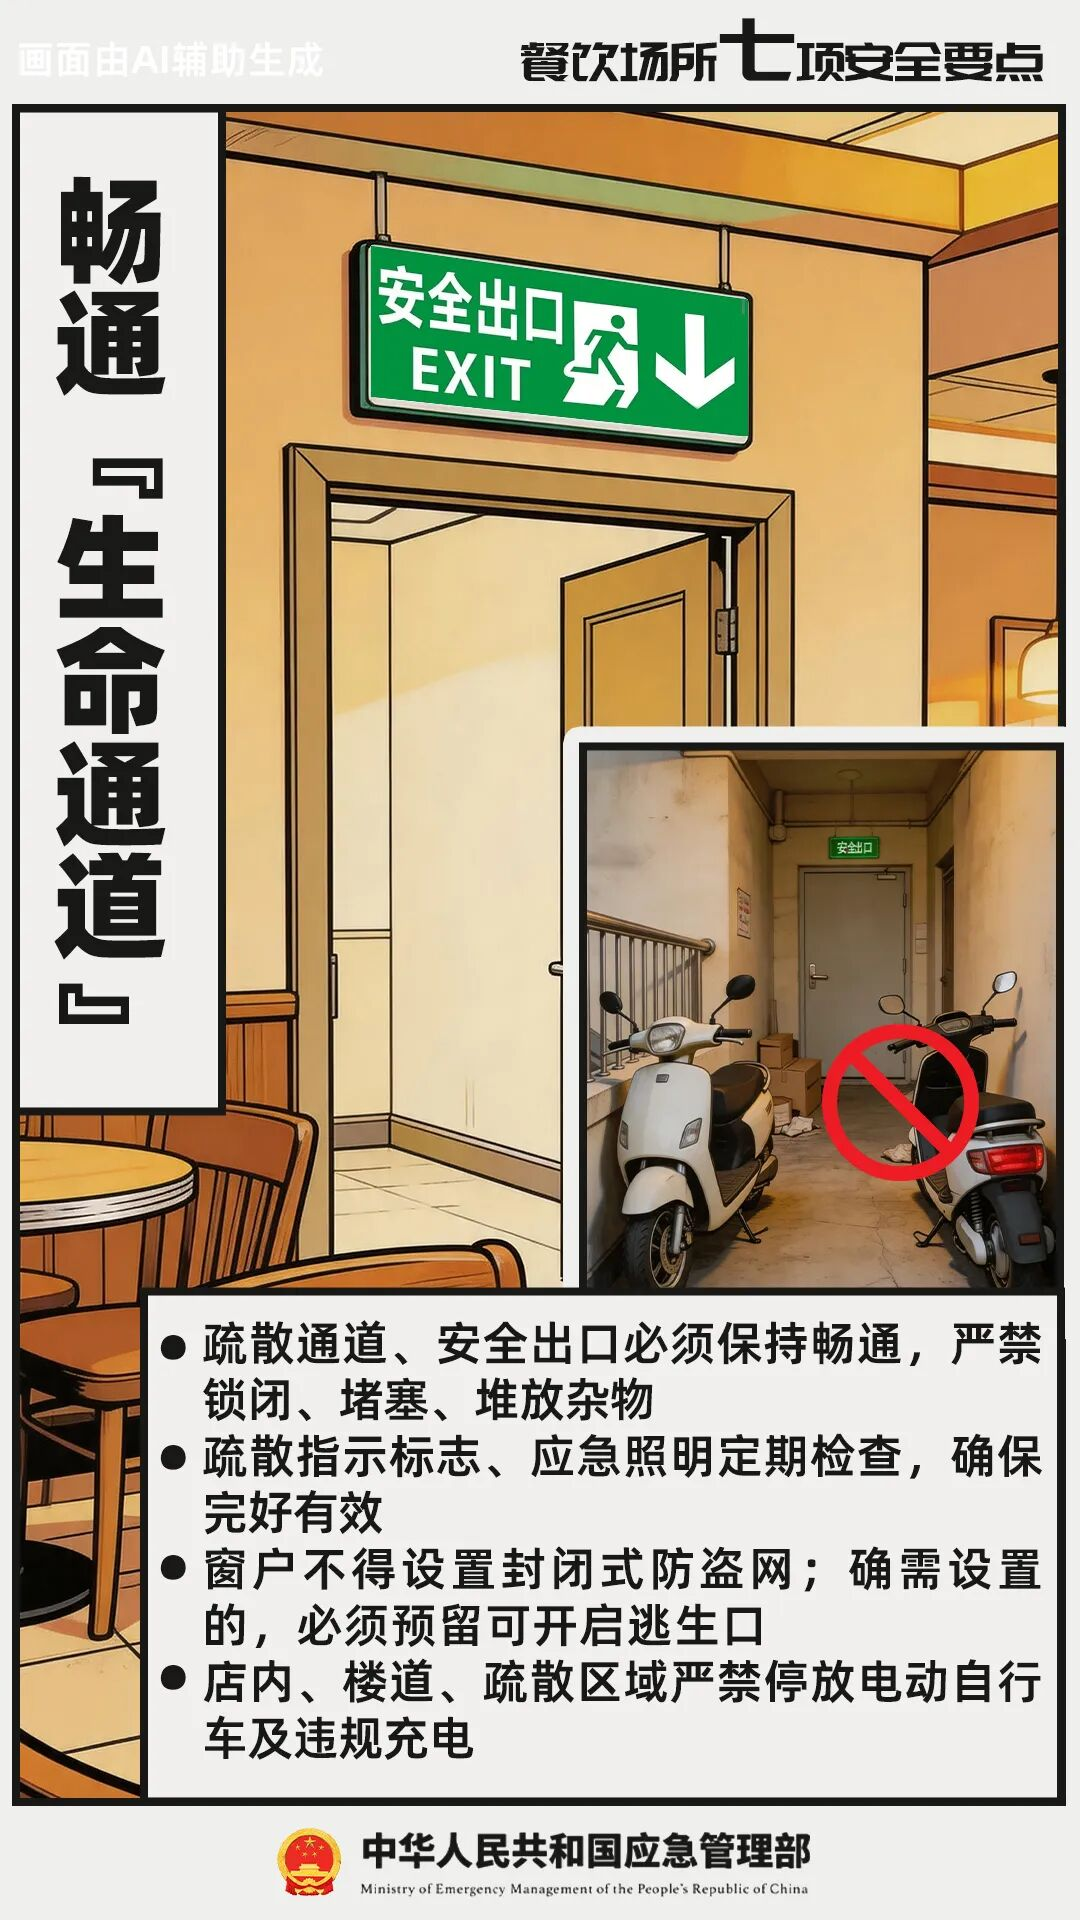 画面由AI辅助生成
餐饮场所七项安全要点
畅通『生命通道』
安全出口
EXIT
安全出口
疏散通道、安全出口必须保持畅通，严禁
锁闭、堵塞、堆放杂物
疏散指示标志、应急照明定期检查，确保
完好有效
窗户不得设置封闭式防盗网；确需设置
的，必须预留可开启逃生口
店内、楼道、疏散区域严禁停放电动自行
车及违规充电
中华人民共和国应急管理部
Ministry of Emergency Management of the People's Republic of China